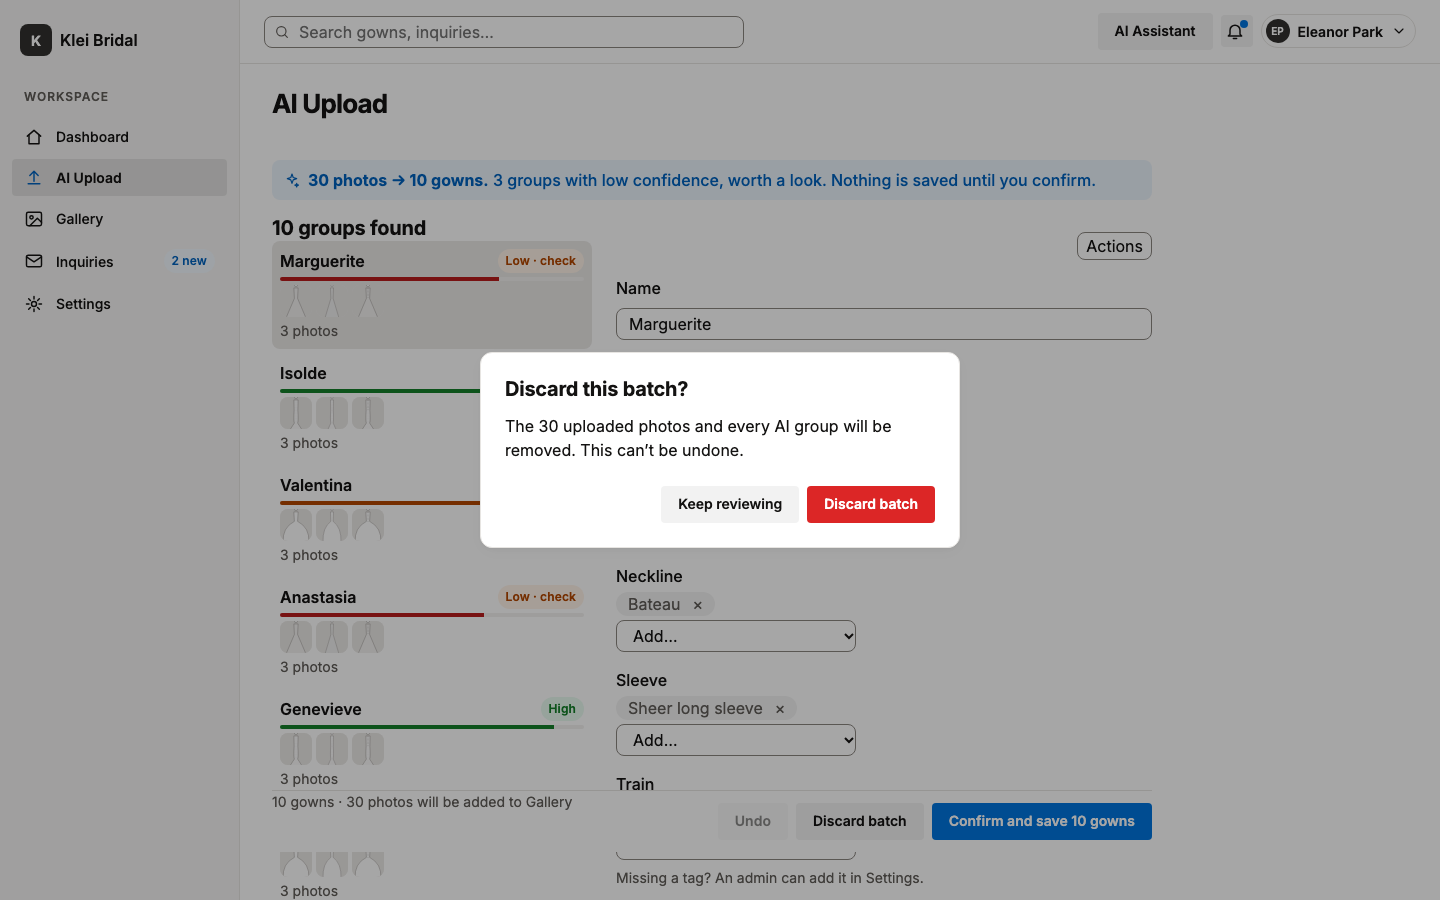 K Klei Bridal
Search gowns, inquiries...
AI Assistant
EP Eleanor Park
WORKSPACE
Dashboard
AI Upload
Gallery
Inquiries 2 new
Settings
AI Upload
30 photos → 10 gowns. 3 groups with low confidence, worth a look. Nothing is saved until you confirm.
10 groups found
Actions
Marguerite Low · check
3 photos
Isolde
3 photos
Valentina
3 photos
Anastasia Low · check
3 photos
Genevieve High
3 photos
3 photos
Name
Marguerite
Discard this batch?
The 30 uploaded photos and every AI group will be
removed. This can’t be undone.
Keep reviewing Discard batch
Neckline
Bateau ×
Add...
Sleeve
Sheer long sleeve ×
Add...
Train
10 gowns · 30 photos will be added to Gallery
Undo Discard batch Confirm and save 10 gowns
Missing a tag? An admin can add it in Settings.